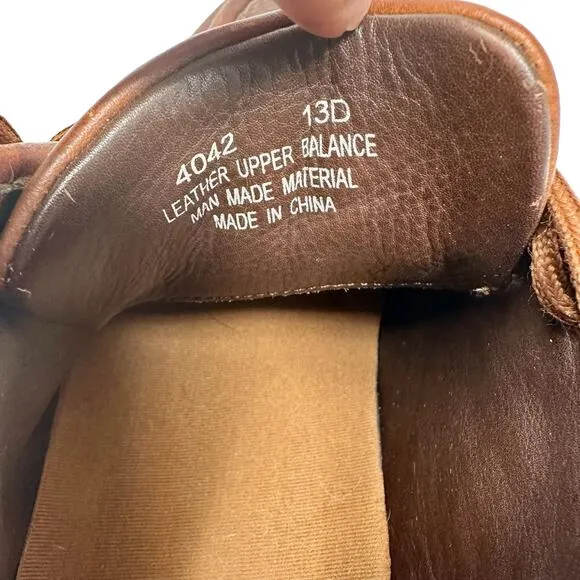 4042 13D
LEATHER UPPER BALANCE
MAN MADE MATERIAL
MADE IN CHINA